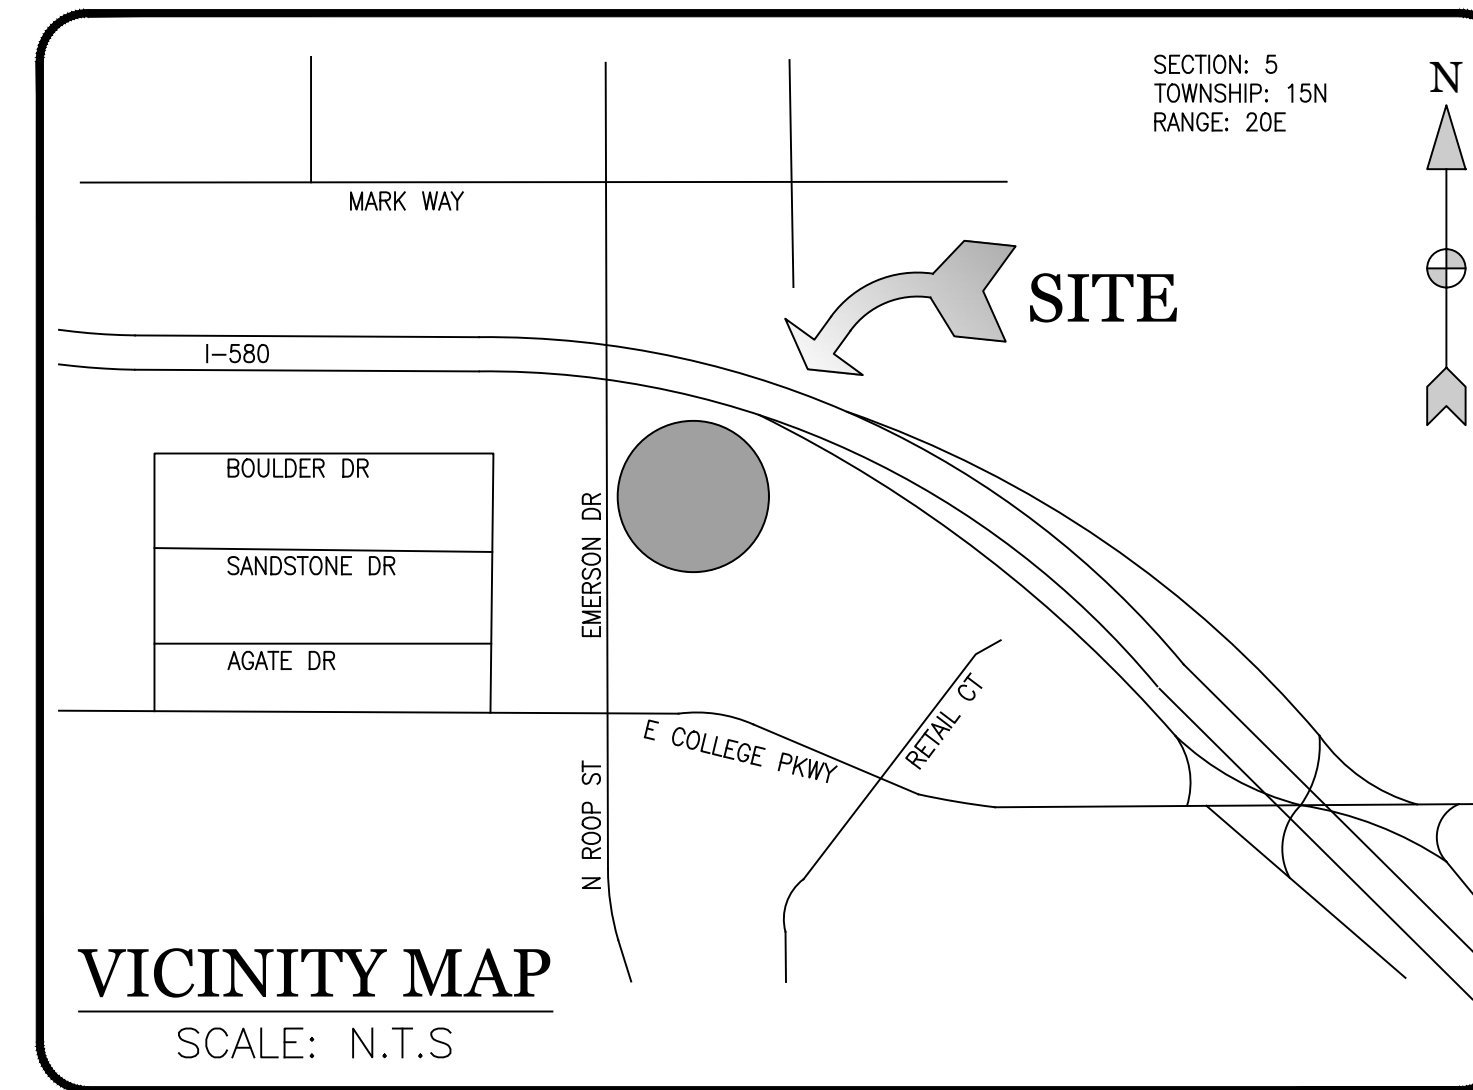 SECTION: 5
TOWNSHIP: 15N
RANGE: 20E
N
MARK WAY
SITE
I-580
BOULDER DR
SANDSTONE DR
AGATE DR
EMERSON DR
E COLLEGE PKWY
RETAIL CT
N ROOP ST
VICINITY MAP
SCALE: N.T.S